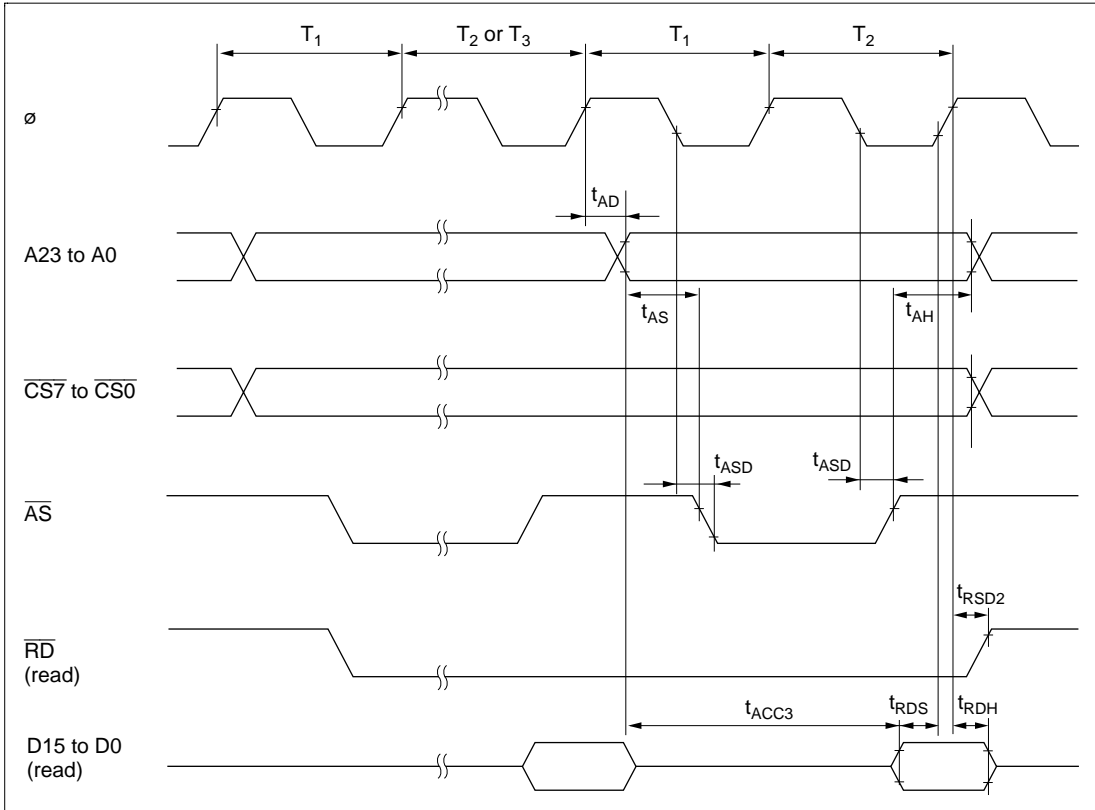 T1 T2 or T3 T1 T2
ø
tAD
A23 to A0
tAS tAH
CS7 to CS0
tASD tASD
AS
tRSD2
RD
(read)
tACC3 tRDS tRDH
D15 to D0
(read)